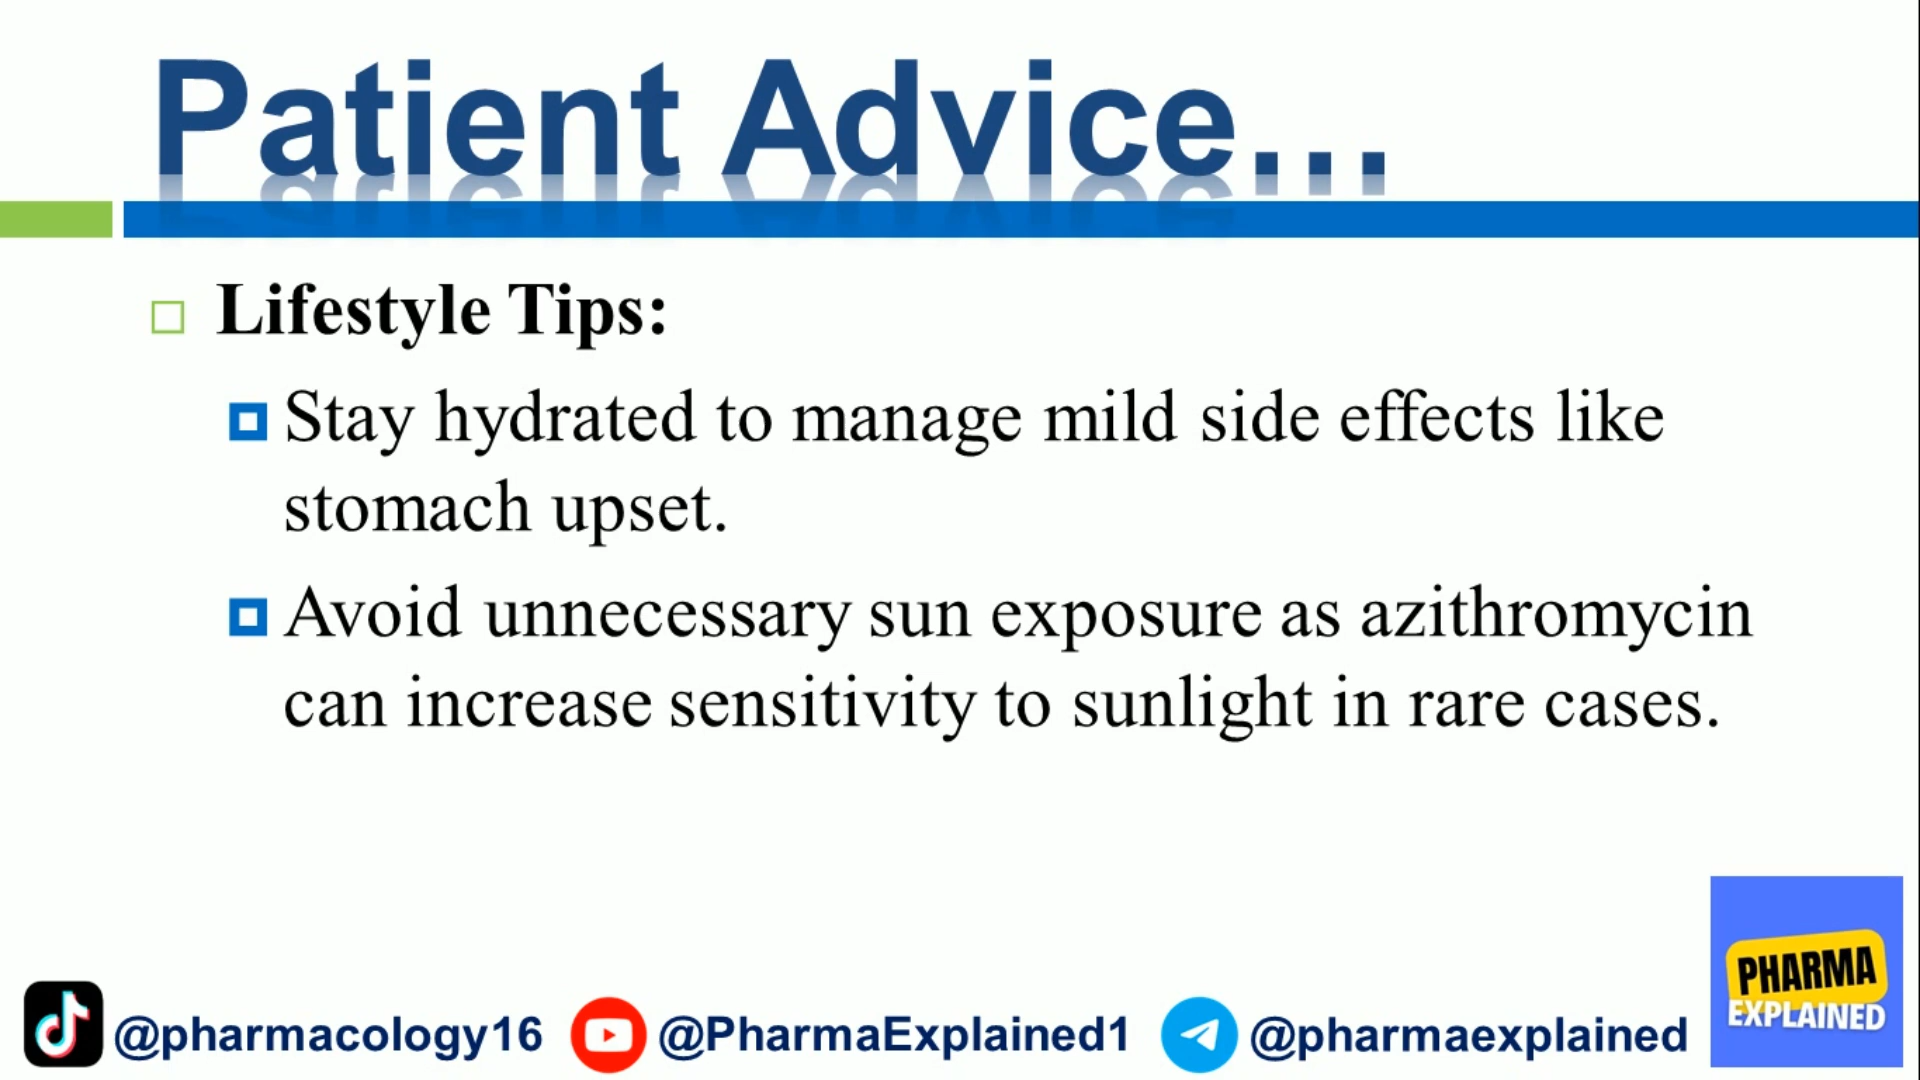 Patient Advice...
Lifestyle Tips:
Stay hydrated to manage mild side effects like
stomach upset.
Avoid unnecessary sun exposure as azithromycin
can increase sensitivity to sunlight in rare cases.
PHARMA
EXPLAINED
@pharmacology16 @PharmaExplained1 @pharmaexplained